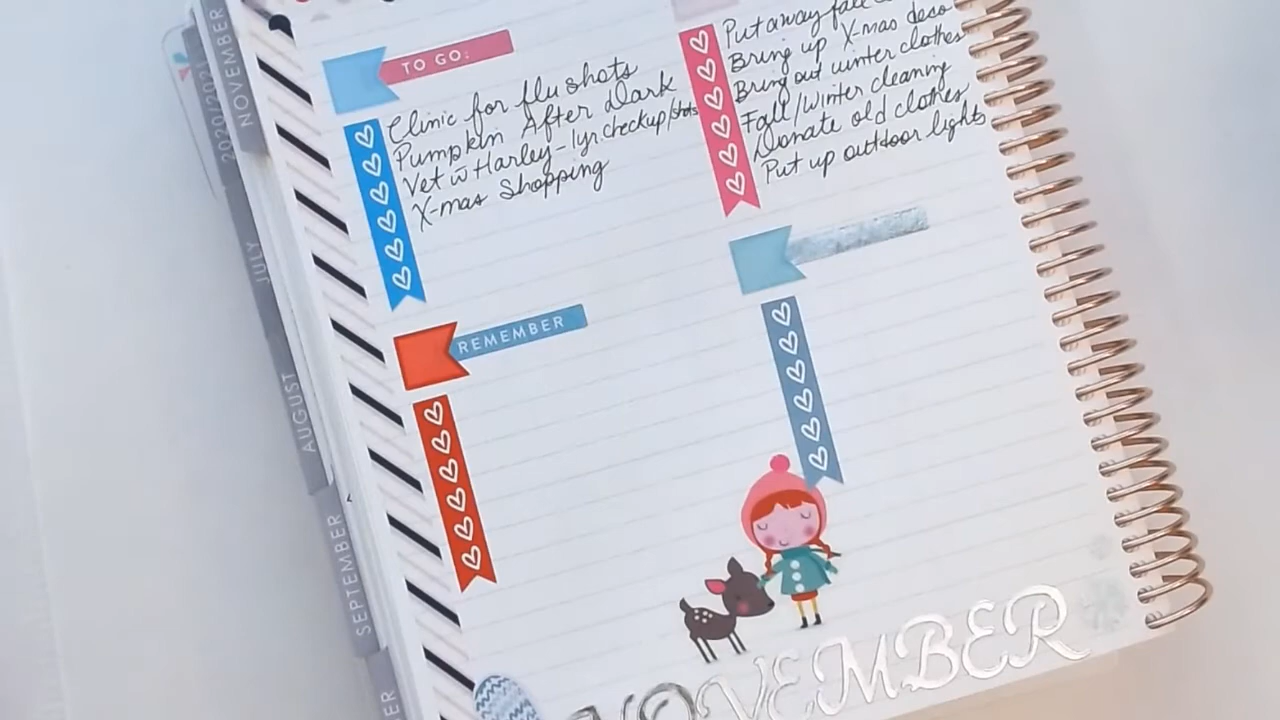 TO GO:
Clinic for flu shots
Pumpkin After Dark
Vet w̄ Harley - 1yr. checkup/shots
X-mas Shopping
Put away fall
Bring up X-mas deco
Bring out winter clothes
Fall/Winter cleaning
Donate old clothes
Put up outdoor lights
REMEMBER
NOVEMBER
2020/2021
NOVEMBER
JULY
AUGUST
SEPTEMBER